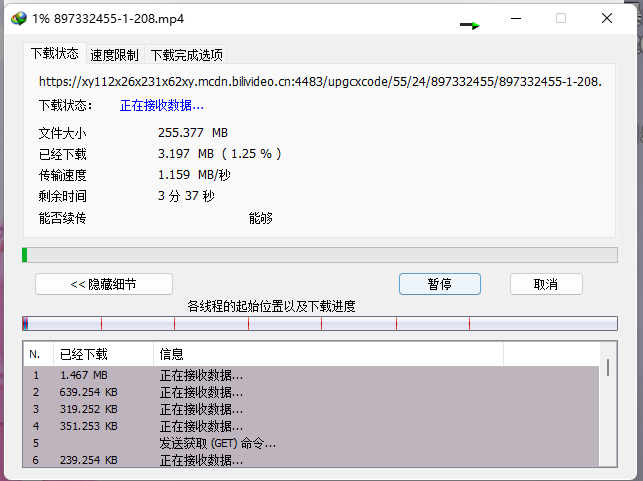 1% 897332455-1-208.mp4
下载状态 速度限制 下载完成选项
https://xy112x26x231x62xy.mcdn.bilivideo.cn:4483/upgcxcode/55/24/897332455/897332455-1-208.
下载状态： 正在接收数据...
文件大小 255.377 MB
已经下载 3.197 MB ( 1.25 % )
传输速度 1.159 MB/秒
剩余时间 3 分 37 秒
能否续传 能够
<< 隐藏细节 暂停 取消
各线程的起始位置以及下载进度
N. 已经下载 信息
1 1.467 MB 正在接收数据...
2 639.254 KB 正在接收数据...
3 319.252 KB 正在接收数据...
4 351.253 KB 正在接收数据...
5 发送获取 (GET) 命令...
6 239.254 KB 正在接收数据...